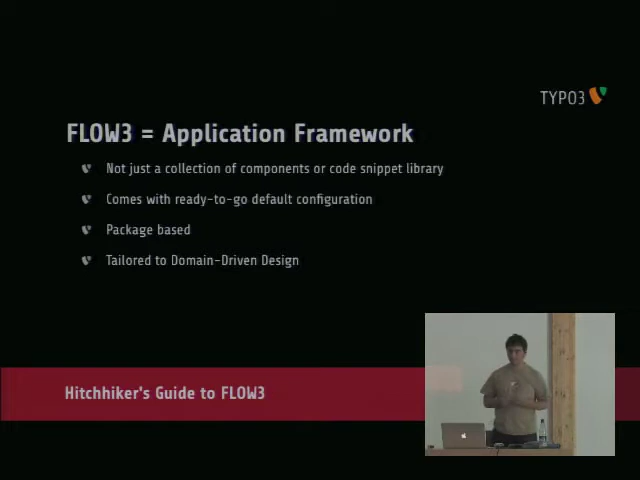 TYPO3
FLOW3 = Application Framework
Not just a collection of components or code snippet library
Comes with ready-to-go default configuration
Package based
Tailored to Domain-Driven Design
Hitchhiker's Guide to FLOW3